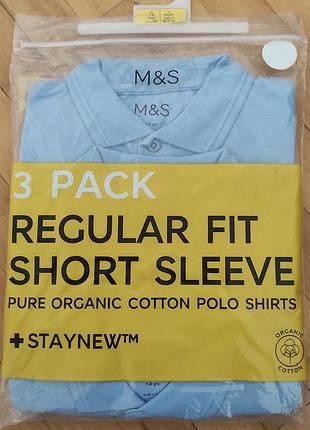 M&S
M&S
3 PACK
REGULAR FIT
SHORT SLEEVE
PURE ORGANIC COTTON POLO SHIRTS
+STAYNEW™
ORGANIC
COTTON